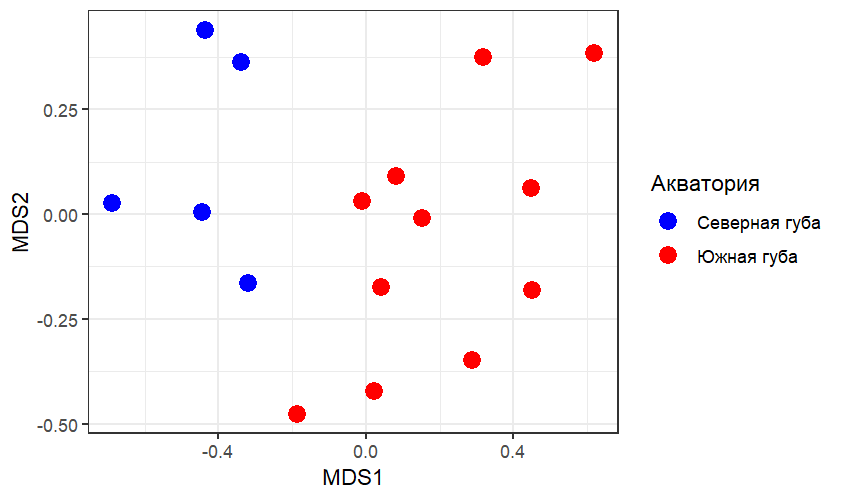 0.25
0.00
-0.25
-0.50
MDS2
-0.4
0.0
0.4
MDS1
Акватория
Северная губа
Южная губа